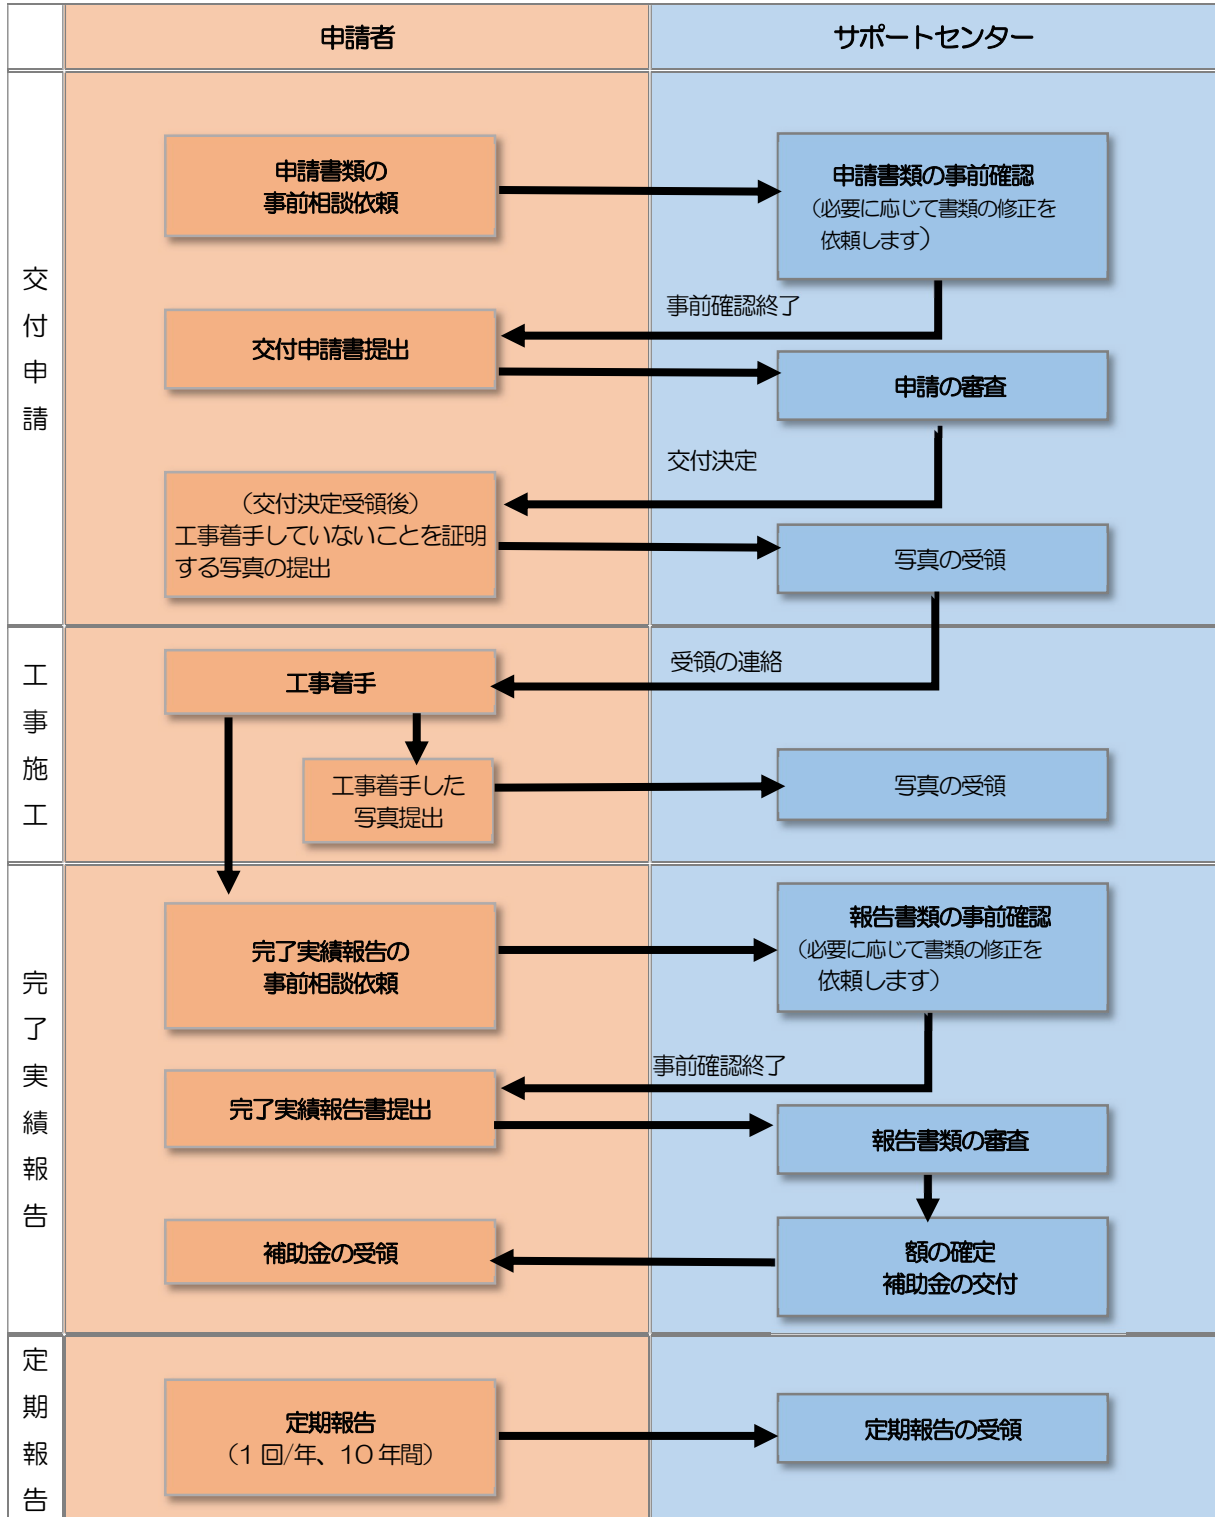 申請者
サポートセンター
交付申請
申請書類の
事前相談依頼
申請書類の事前確認
（必要に応じて書類の修正を
依頼します）
事前確認終了
交付申請書提出
申請の審査
交付決定
（交付決定受領後）
工事着手していないことを証明
する写真の提出
写真の受領
工事施工
受領の連絡
工事着手
工事着手した
写真提出
写真の受領
完了実績報告
完了実績報告の
事前相談依頼
報告書類の事前確認
（必要に応じて書類の修正を
依頼します）
事前確認終了
完了実績報告書提出
報告書類の審査
補助金の受領
額の確定
補助金の交付
定期報告
定期報告
（1回/年、10年間）
定期報告の受領